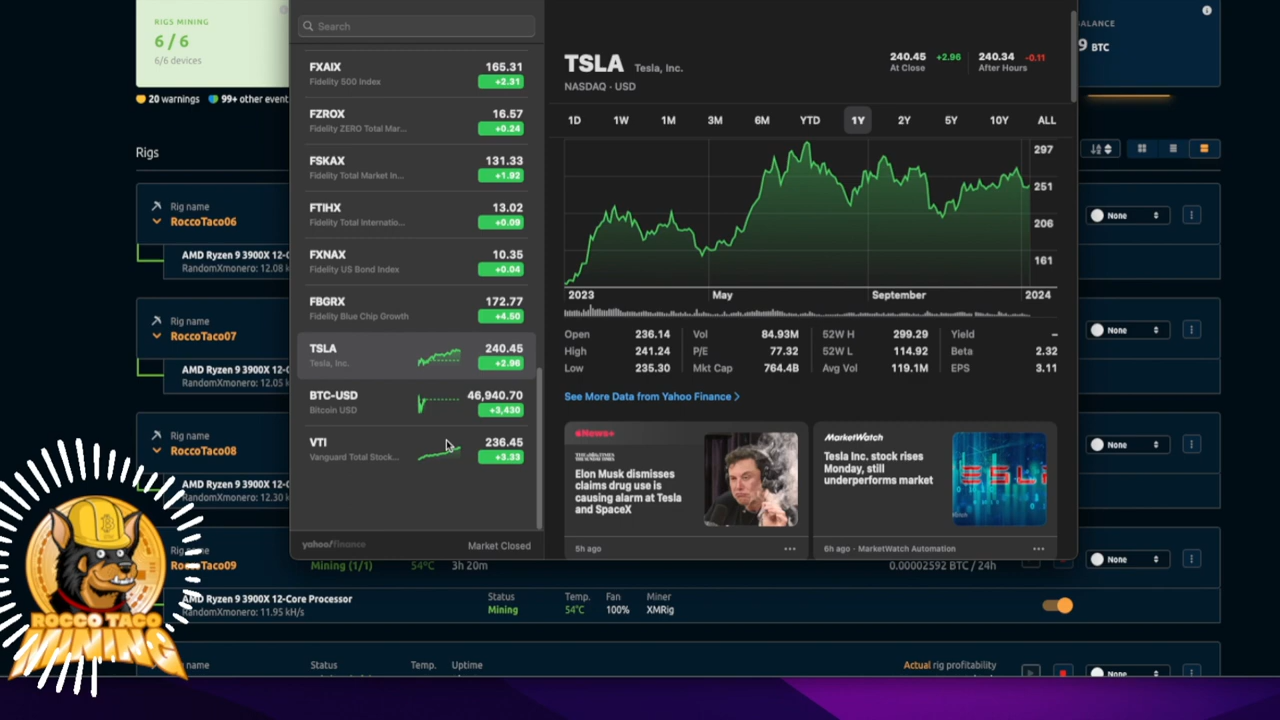 RIGS MINING
6 / 6
6/6 devices
20 warnings
99+ other event
Rigs
Rig name
RoccoTaco06
AMD Ryzen 9 3900X 12-C
RandomXmonero: 12.08 k
Rig name
RoccoTaco07
AMD Ryzen 9 3900X 12-C
RandomXmonero: 12.05 k
Rig name
RoccoTaco08
AMD Ryzen 9 3900X 12-C
RandomXmonero: 12.30 k
Search
FXAIX 165.31
Fidelity 500 Index +2.31
FZROX 16.57
Fidelity ZERO Total Mar... +0.24
FSKAX 131.33
Fidelity Total Market In... +1.92
FTIHX 13.02
Fidelity Total Internatio... +0.09
FXNAX 10.35
Fidelity US Bond Index +0.04
FBGRX 172.77
Fidelity Blue Chip Growth +4.50
TSLA 240.45
Tesla, Inc. +2.96
BTC-USD 46,940.70
Bitcoin USD +3,430
VTI 236.45
Vanguard Total Stock... +3.33
yahoo!finance Market Closed
TSLA Tesla, Inc.
NASDAQ · USD
240.45 +2.96 240.34 -0.11
At Close After Hours
1D 1W 1M 3M 6M YTD 1Y 2Y 5Y 10Y ALL
297
251
206
161
2023 May September 2024
Open 236.14 Vol 84.93M 52W H 299.29 Yield –
High 241.24 P/E 77.32 52W L 114.92 Beta 2.32
Low 235.30 Mkt Cap 764.4B Avg Vol 119.1M EPS 3.11
See More Data from Yahoo Finance
News+
THE TIMES
Elon Musk dismisses
claims drug use is
causing alarm at Tesla
and SpaceX
5h ago
MarketWatch
Tesla Inc. stock rises
Monday, still
underperforms market
6h ago · MarketWatch Automation
ALANCE
9 BTC
None
None
None
None
None
Rig
RoccoTaco09 Mining (1/1) 54°C 3h 20m 0.00002592 BTC / 24h
AMD Ryzen 9 3900X 12-Core Processor
RandomXmonero: 11.95 kH/s
Status Temp. Fan Miner
Mining 54°C 100% XMRig
name Status Temp. Uptime Actual rig profitability
ROCCO TACO
MINING